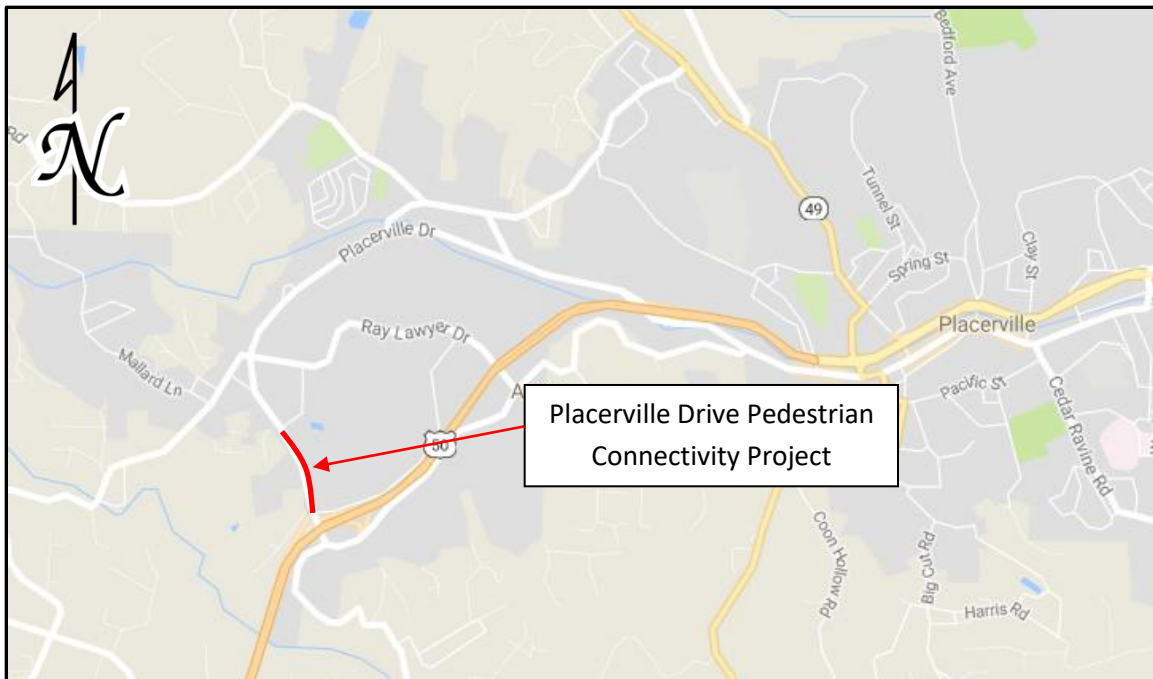 N
Rd
Bedford Ave
49
Tunnel St
Clay St
Spring St
Placerville Dr
Placerville
Ray Lawyer Dr
Mallard Ln
Pacific St
Cedar Ravine Rd
50
Placerville Drive Pedestrian
Connectivity Project
Coon Hollow Rd
Big Cut Rd
Harris Rd